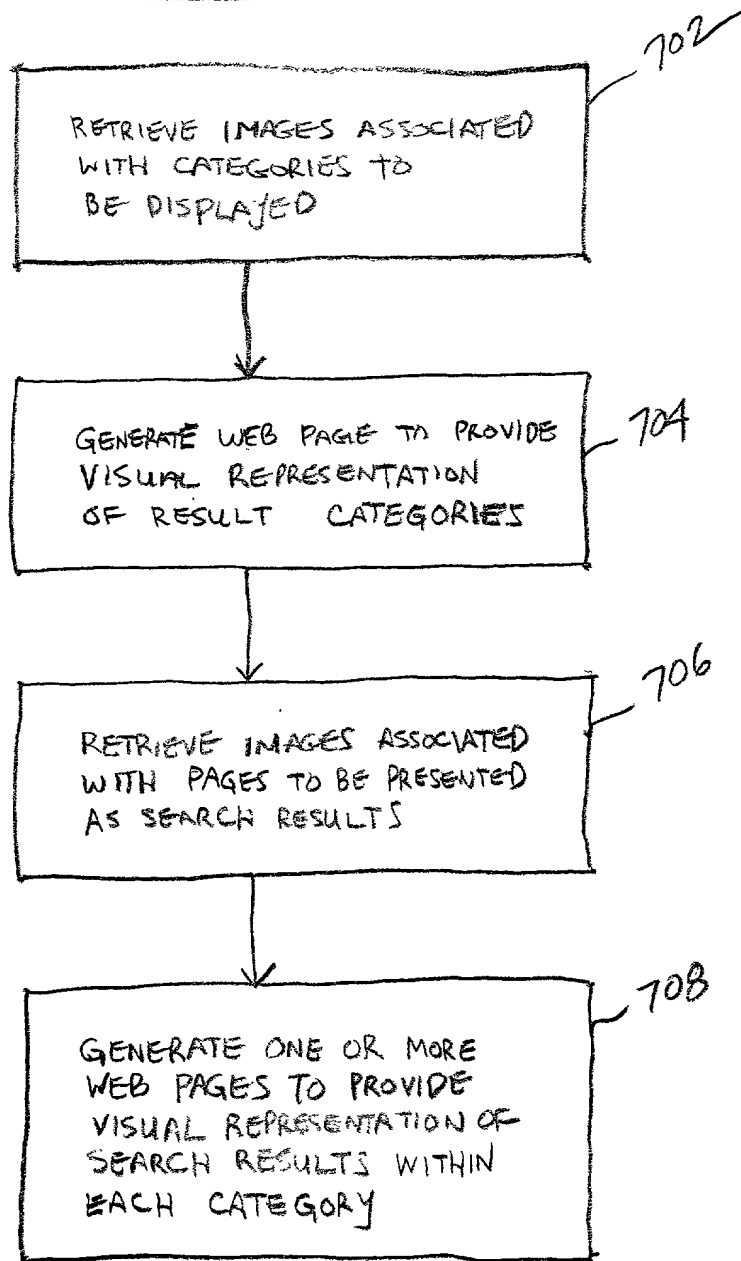 702
RETRIEVE IMAGES ASSOCIATED
WITH CATEGORIES TO
BE DISPLAYED
704
GENERATE WEB PAGE TO PROVIDE
VISUAL REPRESENTATION
OF RESULT CATEGORIES
706
RETRIEVE IMAGES ASSOCIATED
WITH PAGES TO BE PRESENTED
AS SEARCH RESULTS
708
GENERATE ONE OR MORE
WEB PAGES TO PROVIDE
VISUAL REPRESENTATION OF
SEARCH RESULTS WITHIN
EACH CATEGORY